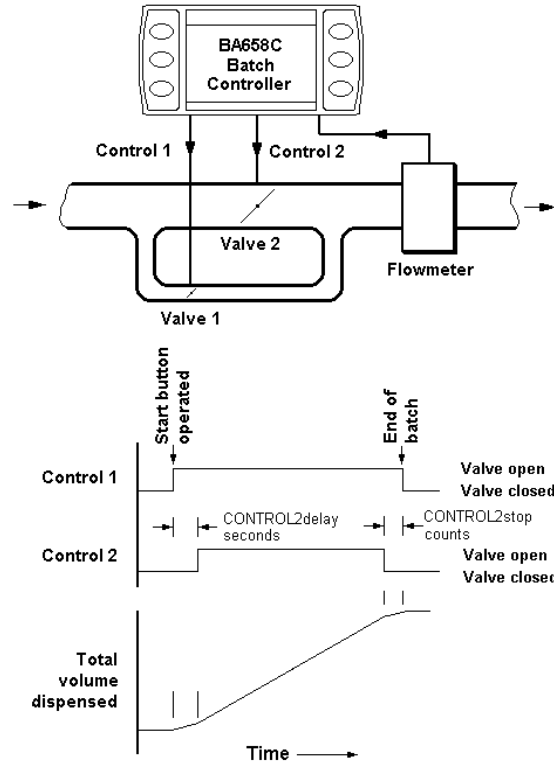 BA658C
Batch
Controller
Control 1
Control 2
Valve 2
Flowmeter
Valve 1
Start button
operated
End of
batch
Control 1
Valve open
Valve closed
CONTROL2delay
seconds
CONTROL2stop
counts
Control 2
Valve open
Valve closed
Total
volume
dispensed
Time